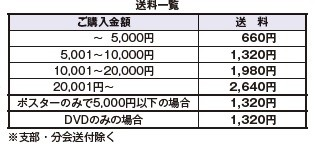 送料一覧
ご購入金額 送　料
～ 5,000円 660円
5,001～10,000円 1,320円
10,001～20,000円 1,980円
20,001円～ 2,640円
ポスターのみで5,000円以下の場合 1,320円
DVDのみの場合 1,320円
※支部・分会送付除く